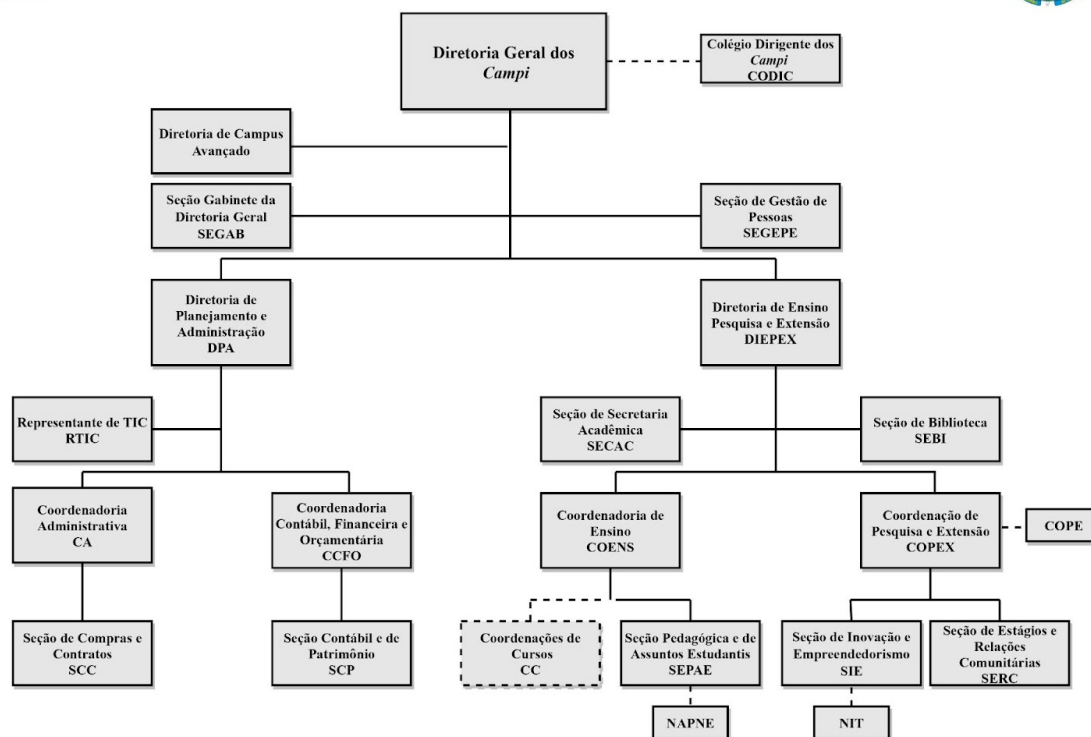 Diretoria Geral dos
Campi
Colégio Dirigente dos
Campi
CODIC
Diretoria de Campus
Avançado
Seção Gabinete da
Diretoria Geral
SEGAB
Seção de Gestão de
Pessoas
SEGEPE
Diretoria de
Planejamento e
Administração
DPA
Diretoria de Ensino
Pesquisa e Extensão
DIEPEX
Representante de TIC
RTIC
Seção de Secretaria
Acadêmica
SECAC
Seção de Biblioteca
SEBI
Coordenadoria
Administrativa
CA
Coordenadoria
Contábil, Financeira e
Orçamentária
CCFO
Coordenadoria de
Ensino
COENS
Coordenação de
Pesquisa e Extensão
COPEX
COPE
Seção de Compras e
Contratos
SCC
Seção Contábil e de
Patrimônio
SCP
Coordenações de
Cursos
CC
Seção Pedagógica e de
Assuntos Estudantis
SEPAE
Seção de Inovação e
Empreendedorismo
SIE
Seção de Estágios e
Relações
Comunitárias
SERC
NAPNE
NIT